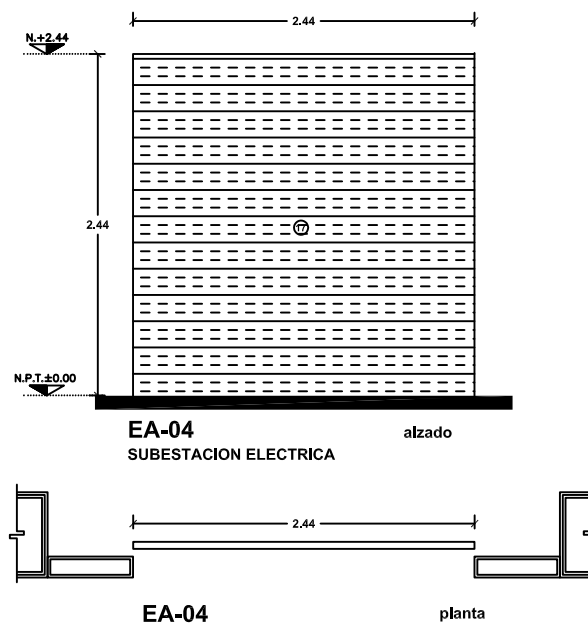 2.44
N.+2.44
2.44
17
N.P.T.±0.00
EA-04 alzado
SUBESTACION ELECTRICA
2.44
EA-04 planta